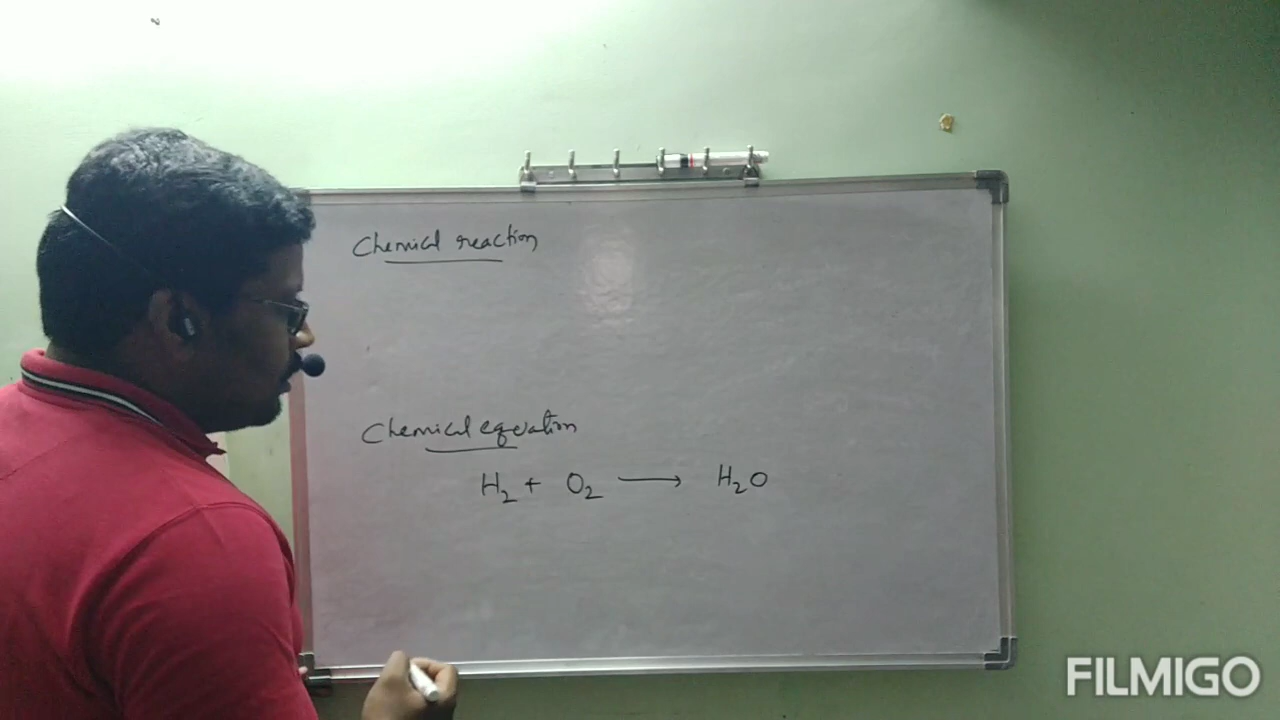 Chemical reaction
Chemical equation
H₂ + O₂ ⟶ H₂O
FILMIGO